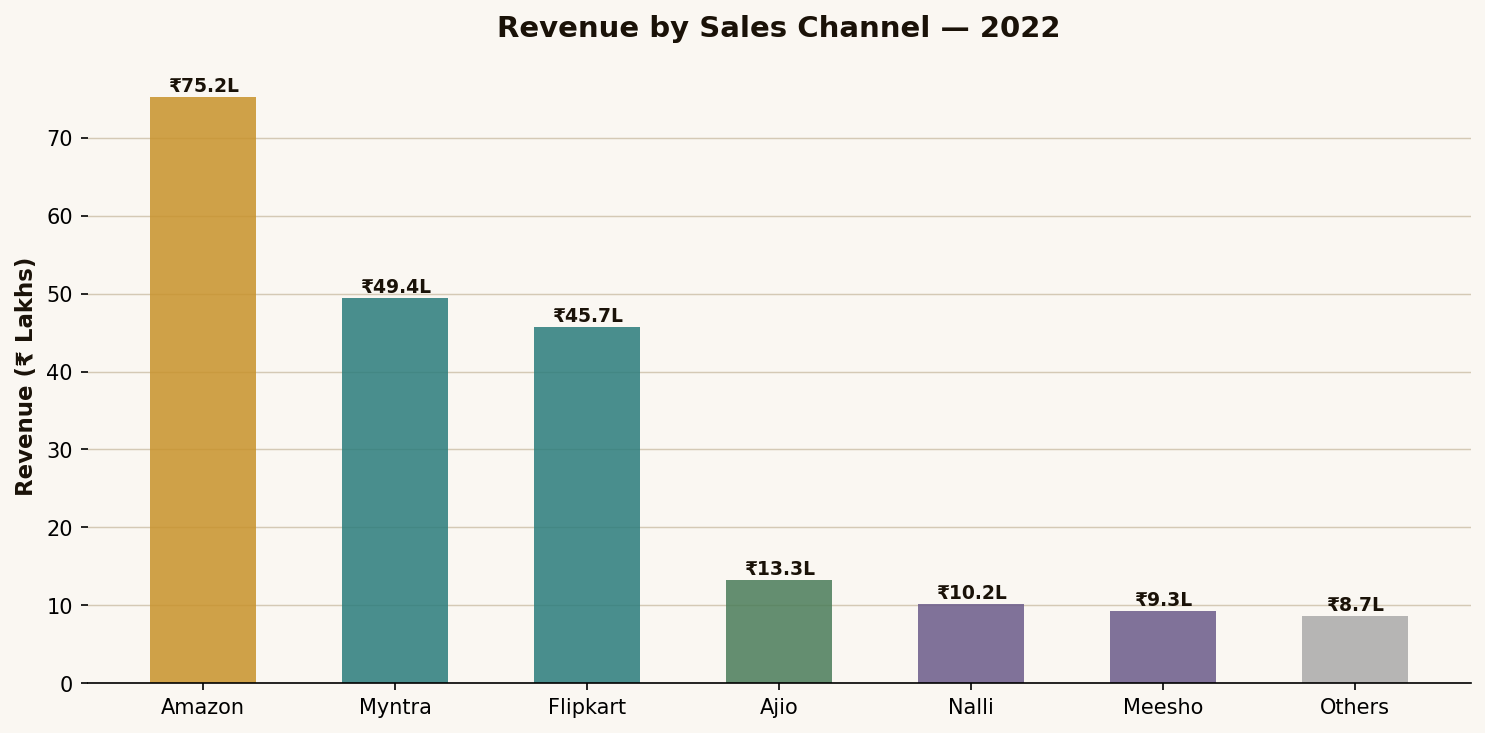 Revenue by Sales Channel — 2022
Revenue (₹ Lakhs)
70
60
50
40
30
20
10
0
₹75.2L
₹49.4L
₹45.7L
₹13.3L
₹10.2L
₹9.3L
₹8.7L
Amazon
Myntra
Flipkart
Ajio
Nalli
Meesho
Others